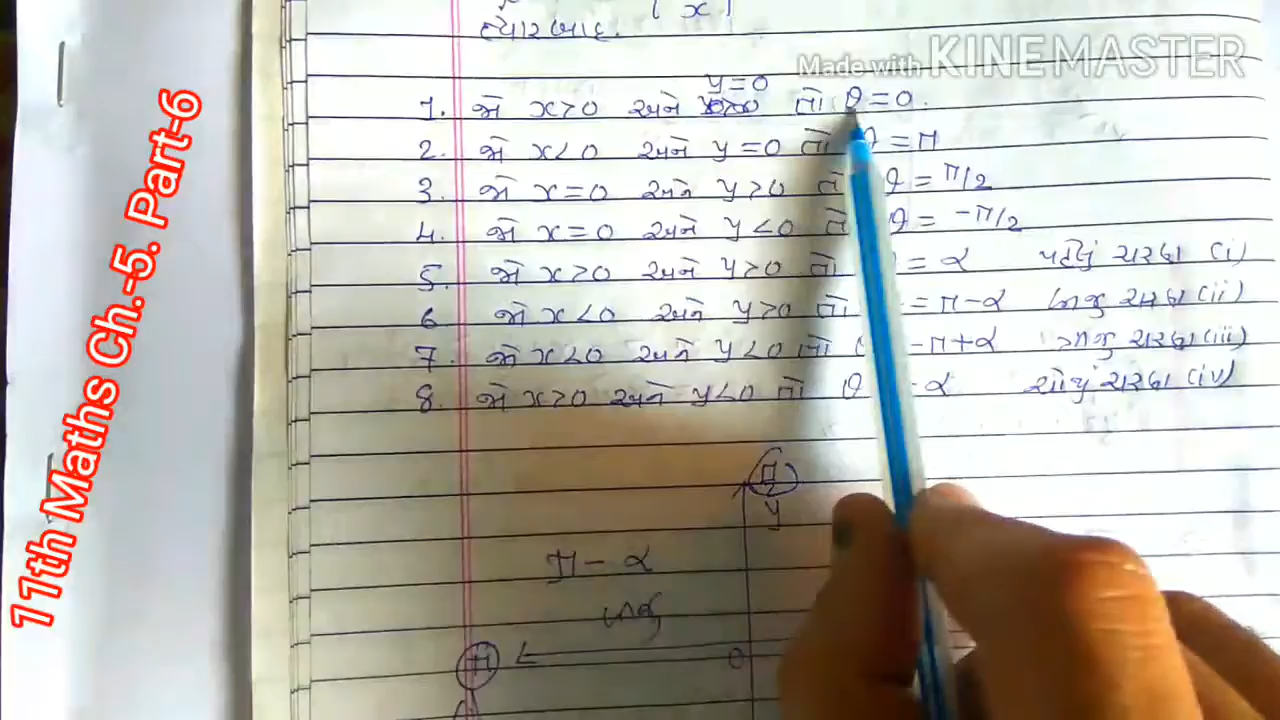 |x|
ત્યારબાદ.
Made with KINEMASTER
y=0
1. જો x>0 અને તો θ=0.
2. જો x<0 અને y=0 તો θ=π
3. જો x=0 અને y>0 તો θ=π/2
4. જો x=0 અને y<0 તો θ= -π/2
5. જો x>0 અને y>0 તો = α પહેલું ચરણ (i)
6 જો x<0 અને y>0 તો = π-α બીજુ ચરણ (ii)
7. જો x<0 અને y<0 તો -π+α ત્રીજુ ચરણ (iii)
8. જો x>0 અને y<0 તો θ -α ચોથું ચરણ (iv)
π/2
y
π-α
બીજુ
π
0
11th Maths Ch.-5. Part-6